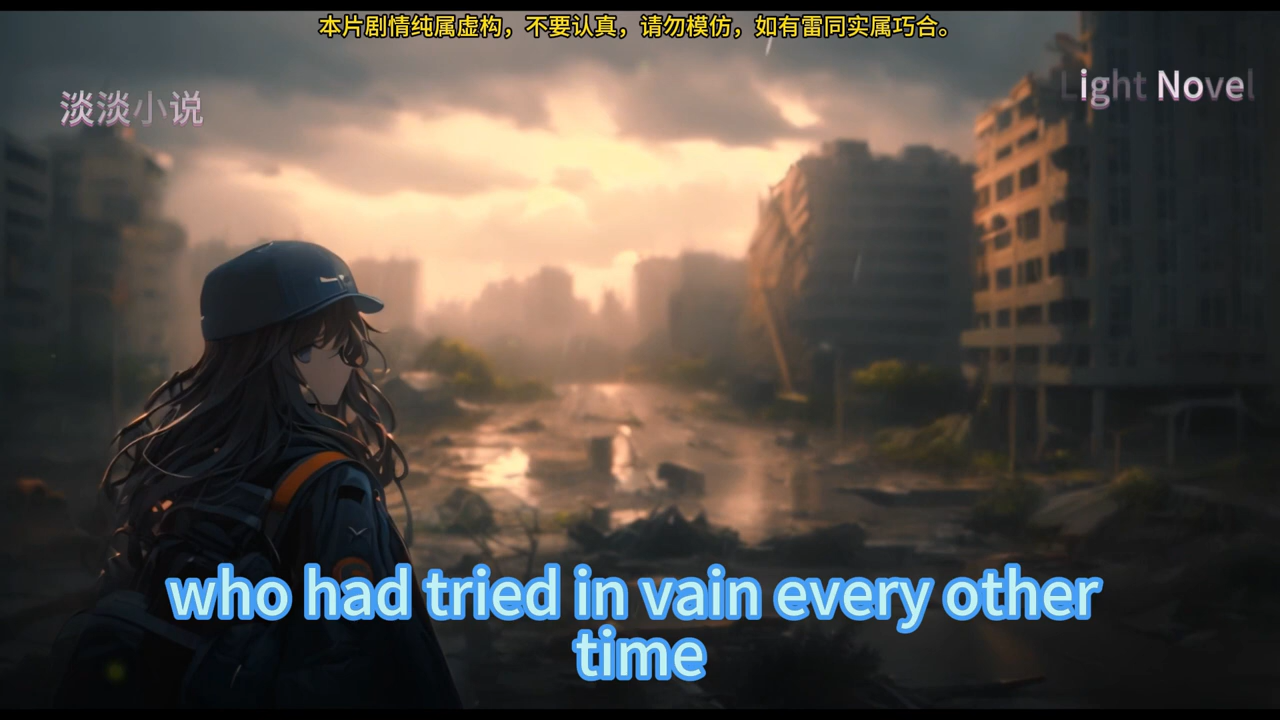 本片剧情纯属虚构，不要认真，请勿模仿，如有雷同实属巧合。
淡淡小说
Light Novel
who had tried in vain every other
time